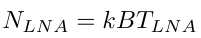 N_{LNA} = kBT_{LNA}